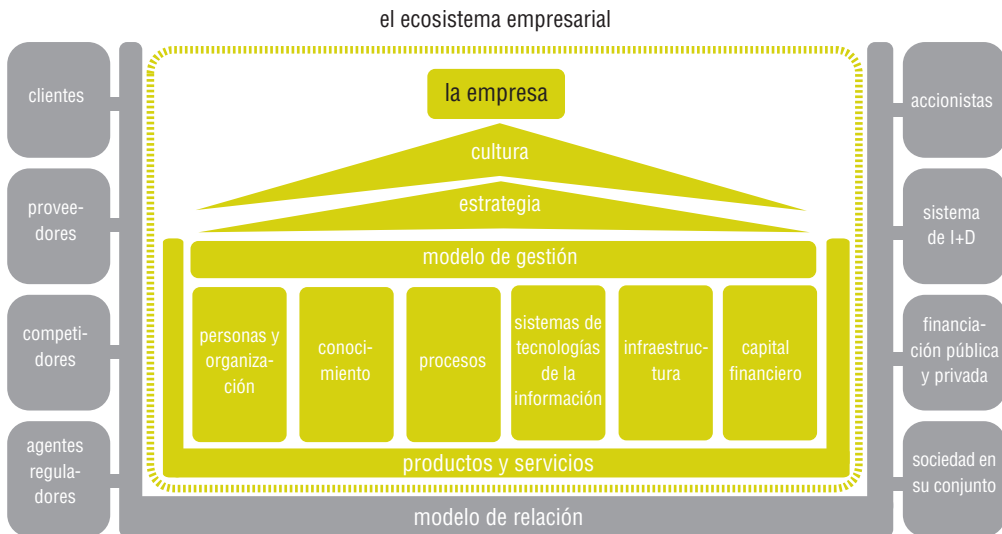 el ecosistema empresarial
clientes
provee-
dores
competi-
dores
agentes
regula-
dores
la empresa
cultura
estrategia
modelo de gestión
personas y
organiza-
ción
conoci-
miento
procesos
sistemas de
tecnologías
de la
información
infraestruc-
tura
capital
financiero
productos y servicios
modelo de relación
accionistas
sistema
de I+D
financia-
ción pública
y privada
sociedad en
su conjunto